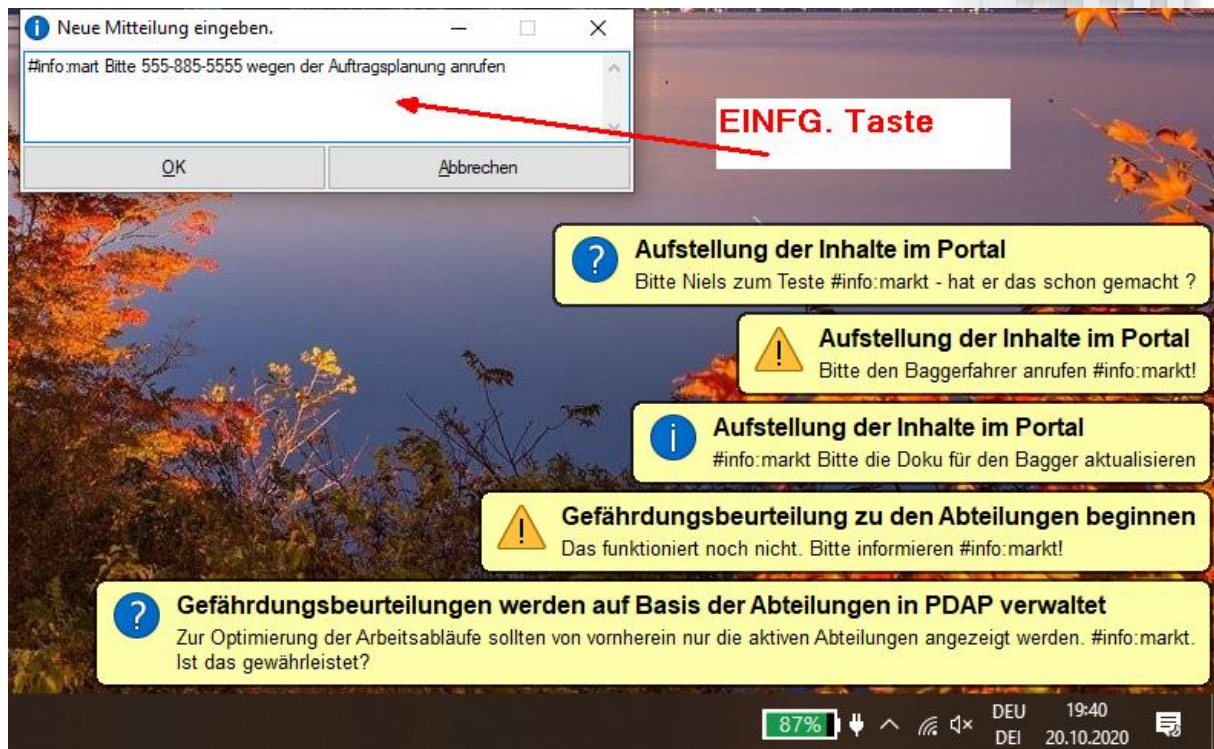 Neue Mitteilung eingeben.
#info:mart Bitte 555-885-5555 wegen der Auftragsplanung anrufen
OK
Abbrechen
EINFG. Taste
Aufstellung der Inhalte im Portal
Bitte Niels zum Teste #info:markt - hat er das schon gemacht ?
Aufstellung der Inhalte im Portal
Bitte den Baggerfahrer anrufen #info:markt!
Aufstellung der Inhalte im Portal
#info:markt Bitte die Doku für den Bagger aktualisieren
Gefährdungsbeurteilung zu den Abteilungen beginnen
Das funktioniert noch nicht. Bitte informieren #info:markt!
Gefährdungsbeurteilungen werden auf Basis der Abteilungen in PDAP verwaltet
Zur Optimierung der Arbeitsabläufe sollten von vornherein nur die aktiven Abteilungen angezeigt werden. #info:markt.
Ist das gewährleistet?
87%
DEU 19:40
DEI 20.10.2020